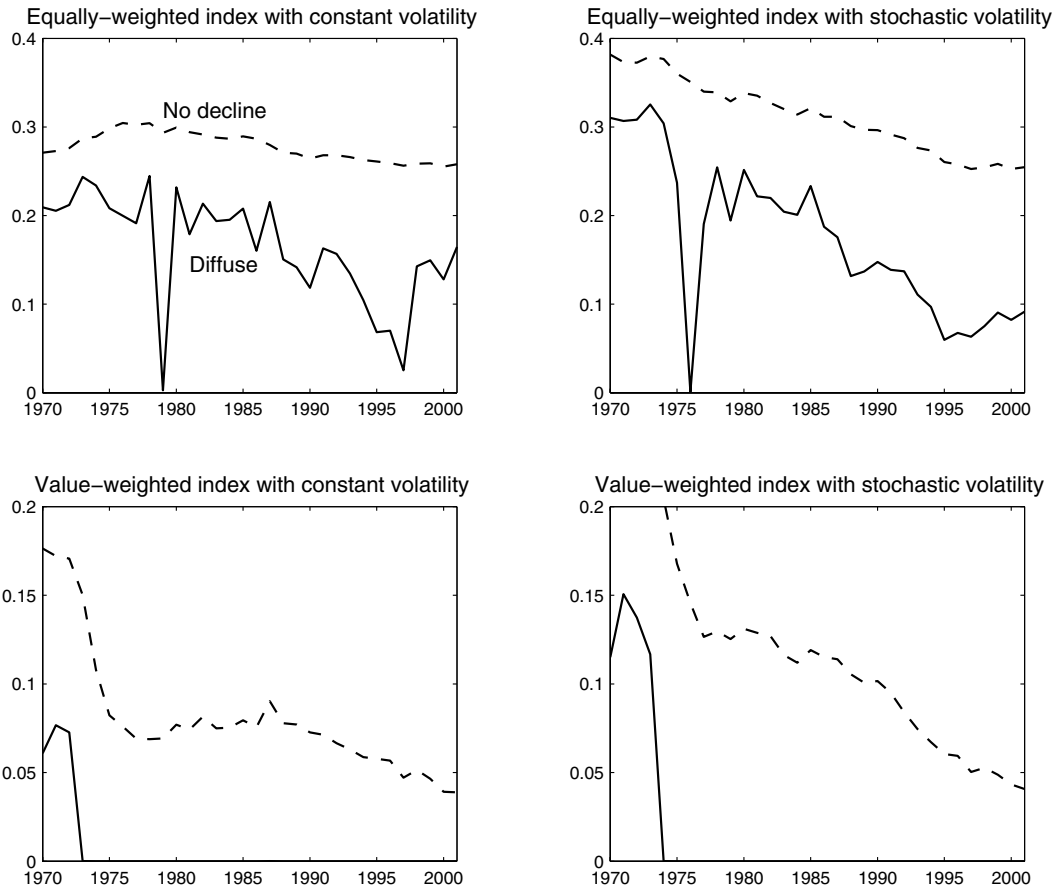 Equally−weighted index with constant volatility
0.4
0.3
0.2
0.1
0
No decline
Diffuse
1970 1975 1980 1985 1990 1995 2000
Equally−weighted index with stochastic volatility
0.4
0.3
0.2
0.1
0
1970 1975 1980 1985 1990 1995 2000
Value−weighted index with constant volatility
0.2
0.15
0.1
0.05
0
1970 1975 1980 1985 1990 1995 2000
Value−weighted index with stochastic volatility
0.2
0.15
0.1
0.05
0
1970 1975 1980 1985 1990 1995 2000